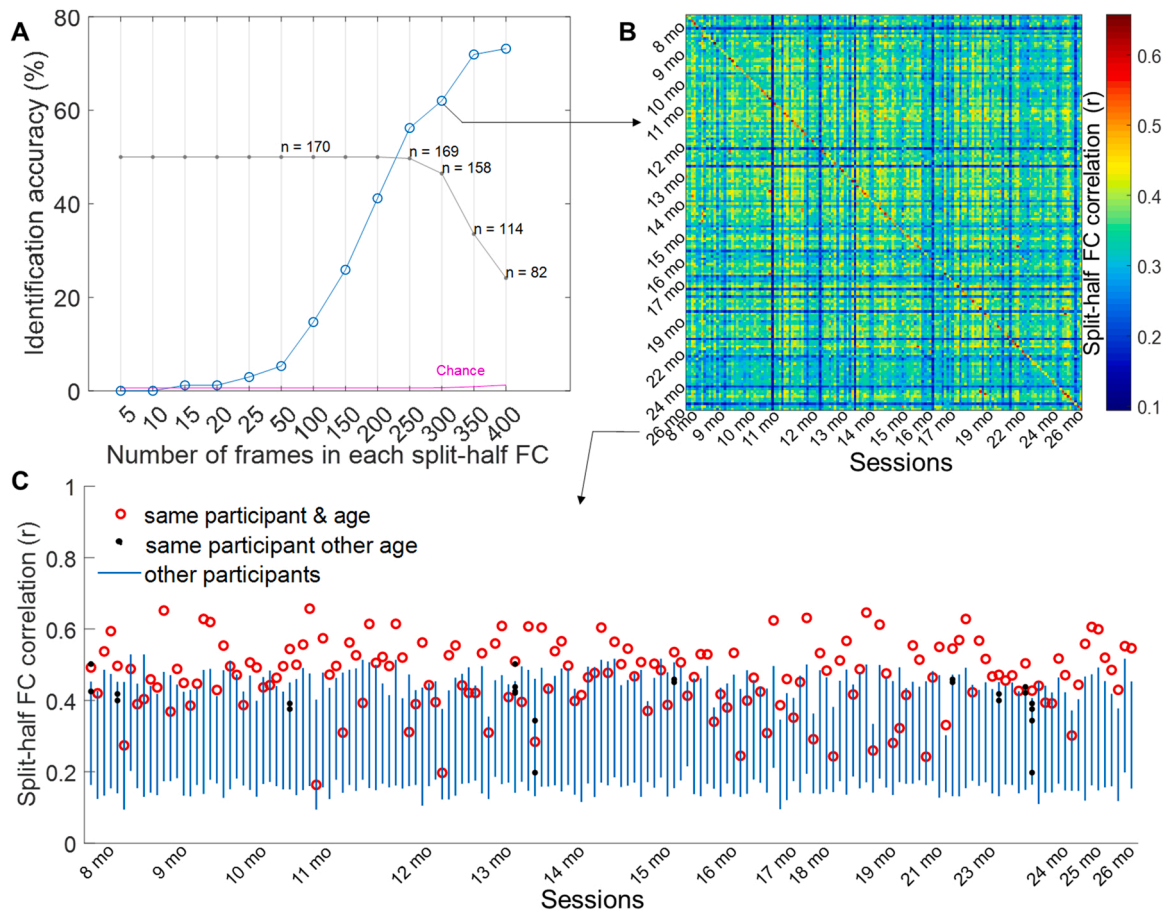 A
Identification accuracy (%)
80
60
40
20
0
n = 170
n = 169
n = 158
n = 114
n = 82
Chance
5
10
15
20
25
50
100
150
200
250
300
350
400
Number of frames in each split-half FC
B
8 mo
9 mo
10 mo
11 mo
12 mo
13 mo
14 mo
15 mo
16 mo
17 mo
19 mo
22 mo
24 mo
26 mo
8 mo
9 mo
10 mo
11 mo
12 mo
13 mo
14 mo
15 mo
16 mo
17 mo
19 mo
22 mo
24 mo
26 mo
Sessions
Split-half FC correlation (r)
0.6
0.5
0.4
0.3
0.2
0.1
C
Split-half FC correlation (r)
1
0.8
0.6
0.4
0.2
0
same participant & age
same participant other age
other participants
8 mo
9 mo
10 mo
11 mo
12 mo
13 mo
14 mo
15 mo
16 mo
17 mo
18 mo
19 mo
21 mo
23 mo
24 mo
25 mo
26 mo
Sessions